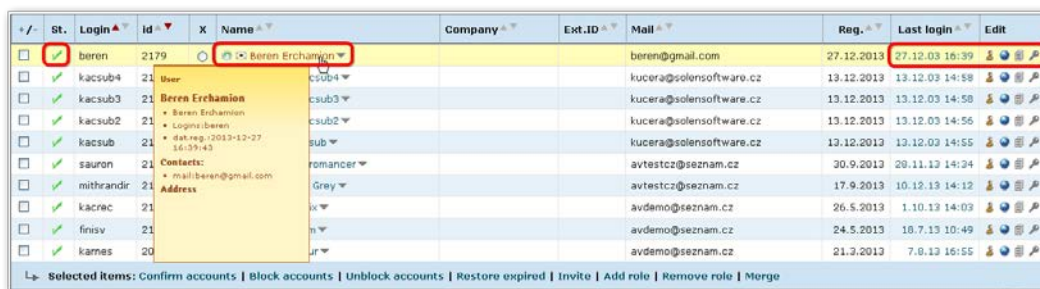 +/- St. Login id X Name Company Ext.ID Mail Reg. Last login Edit
beren 2179 Beren Erchamion beren@gmail.com 27.12.2013 27.12.03 16:39
kacsub4 21 csub4 kucera@solensoftware.cz 13.12.2013 13.12.03 14:58
kacsub3 21 csub3 kucera@solensoftware.cz 13.12.2013 13.12.03 14:58
kacsub2 21 csub2 kucera@solensoftware.cz 13.12.2013 13.12.03 14:56
kacsub 21 sub kucera@solensoftware.cz 13.12.2013 13.12.03 14:55
sauron 21 romancer avtestcz@seznam.cz 30.9.2013 28.11.13 14:34
mithrandir 21 Grey avtestcz@seznam.cz 17.9.2013 10.12.13 14:12
kacrec 21 ix avdemo@seznam.cz 26.5.2013 1.10.13 14:03
finisv 21 m avdemo@seznam.cz 24.5.2013 18.7.13 10:49
karnes 20 ur avdemo@seznam.cz 21.3.2013 7.8.13 16:55
User
Beren Erchamion
Beren Erchamion
Login:beren
dat.reg.:2013-12-27
16:39:43
Contacts:
mail:beren@gmail.com
Address
Selected items: Confirm accounts | Block accounts | Unblock accounts | Restore expired | Invite | Add role | Remove role | Merge